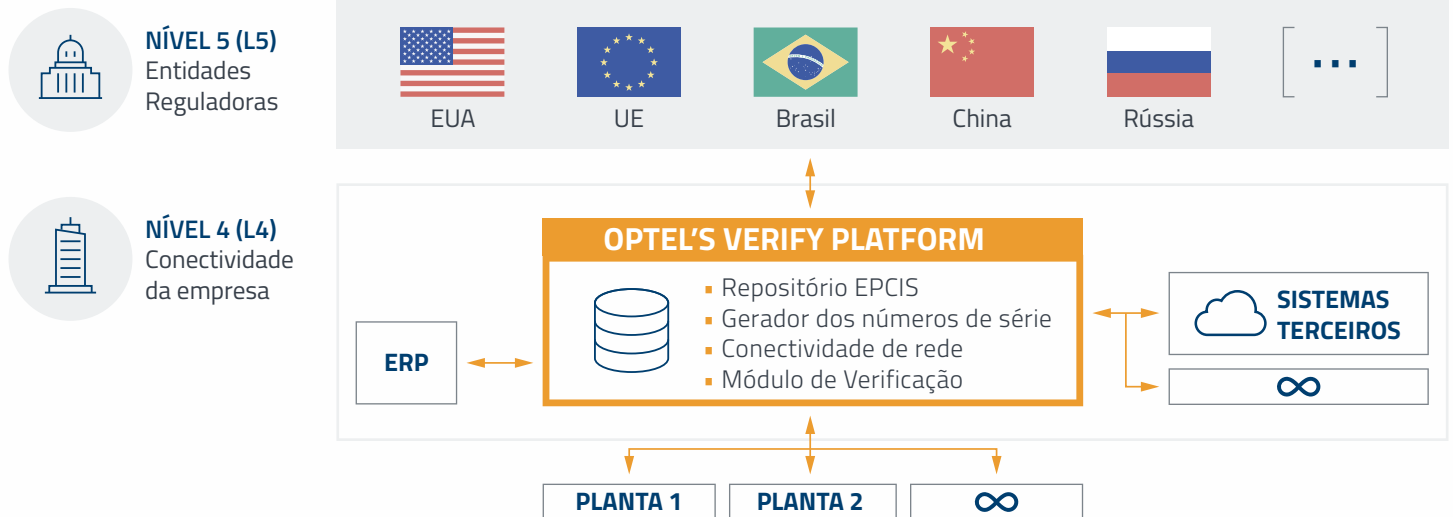 NÍVEL 5 (L5)
Entidades
Reguladoras
EUA
UE
Brasil
China
Rússia
[...]
NÍVEL 4 (L4)
Conectividade
da empresa
OPTEL'S VERIFY PLATFORM
▪ Repositório EPCIS
▪ Gerador dos números de série
▪ Conectividade de rede
▪ Módulo de Verificação
ERP
SISTEMAS
TERCEIROS
∞
PLANTA 1
PLANTA 2
∞